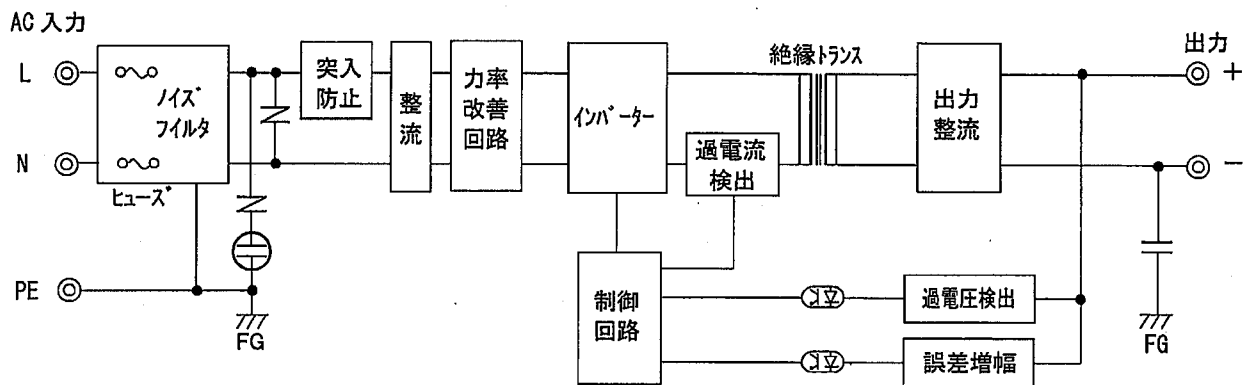 AC 入力
L
N
PE
ノイズ
フイルタ
ヒューズ
FG
突入
防止
整
流
力率
改善
回路
インバーター
過電流
検出
絶縁トランス
出力
整流
出力
+
−
制御
回路
過電圧検出
誤差増幅
FG